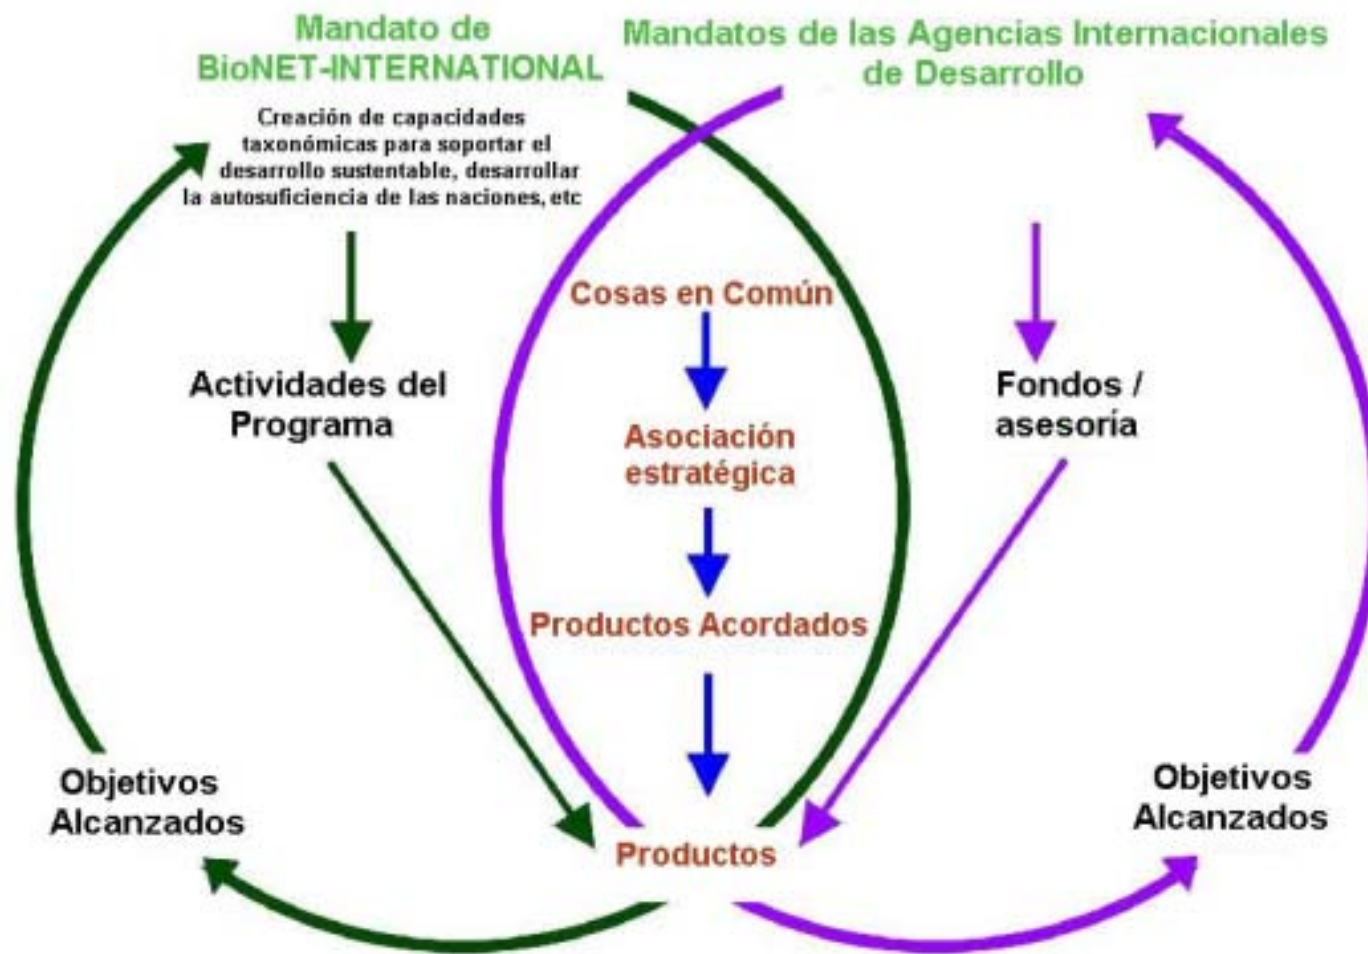 Mandato de
BioNET-INTERNATIONAL
Creación de capacidades
taxonómicas para soportar el
desarrollo sustentable, desarrollar
la autosuficiencia de las naciones, etc
Mandatos de las Agencias Internacionales
de Desarrollo
Cosas en Común
Actividades del
Programa
Fondos /
asesoría
Asociación
estratégica
Productos Acordados
Objetivos
Alcanzados
Objetivos
Alcanzados
Productos